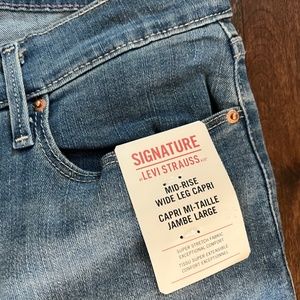 SIGNATURE
BY LEVI STRAUSS
MID-RISE
WIDE LEG CAPRI
CAPRI MI-TAILLE
JAMBE LARGE
SUPER STRETCH FABRIC
EXCEPTIONAL COMFORT
TISSU SUPER EXTENSIBLE
CONFORT EXCEPTIONNEL